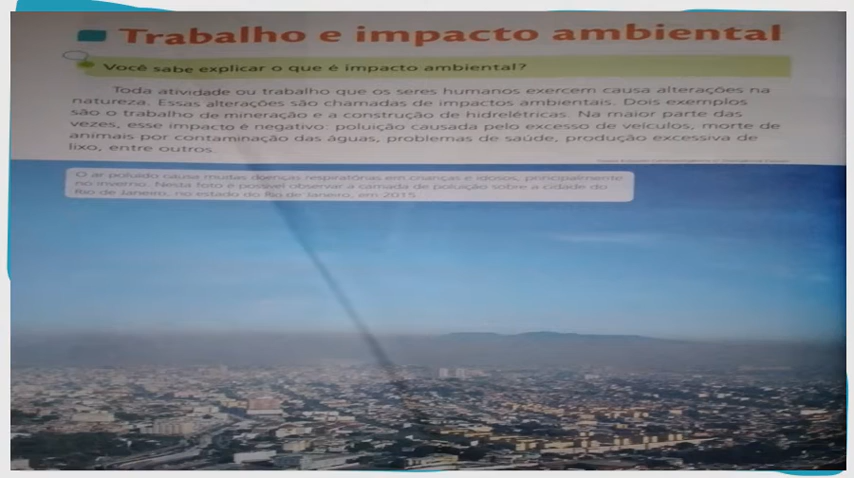 Trabalho e impacto ambiental
Você sabe explicar o que é impacto ambiental?
Toda atividade ou trabalho que os seres humanos exercem causa alterações na
natureza. Essas alterações são chamadas de impactos ambientais. Dois exemplos
são o trabalho de mineração e a construção de hidrelétricas. Na maior parte das
vezes, esse impacto é negativo: poluição causada pelo excesso de veículos, morte de
animais por contaminação das águas, problemas de saúde, produção excessiva de
lixo, entre outros.
O ar poluído causa muitas doenças respiratórias em crianças e idosos, principalmente
no inverno. Nesta foto é possível observar a camada de poluição sobre a cidade do
Rio de Janeiro, no estado do Rio de Janeiro, em 2015.